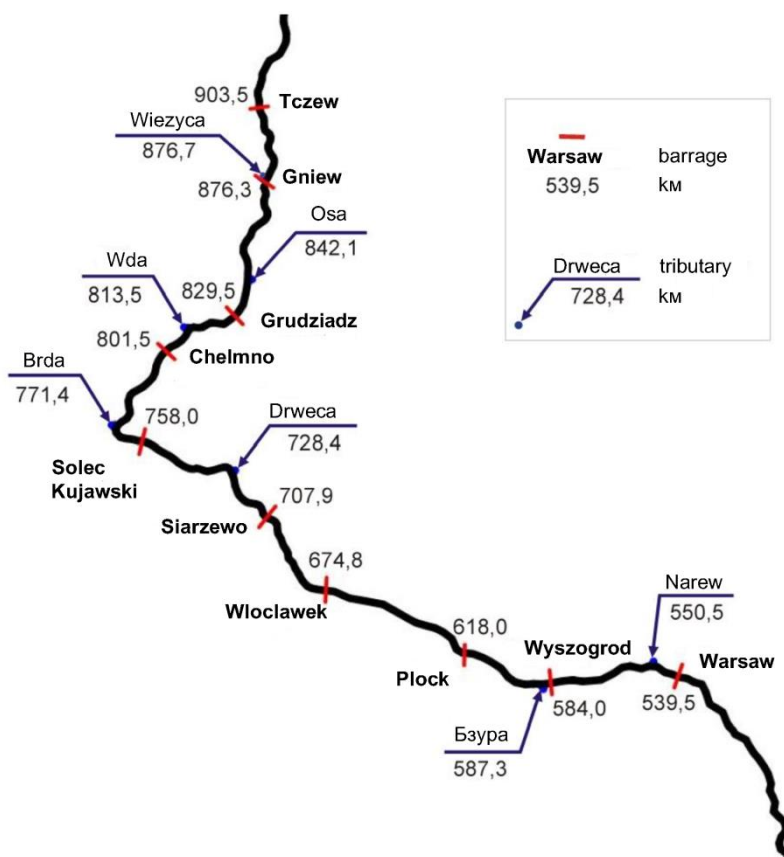 903,5
Tczew
Wiezyca
876,7
Gniew
876,3
Osa
842,1
Wda
813,5
829,5
Grudziadz
801,5
Chelmno
Brda
771,4
758,0
Drweca
728,4
Solec
Kujawski
707,9
Siarzewo
674,8
Wloclawek
618,0
Plock
Wyszogrod
584,0
Бзура
587,3
Narew
550,5
Warsaw
539,5
Warsaw barrage
539,5 км
Drweca tributary
728,4 км